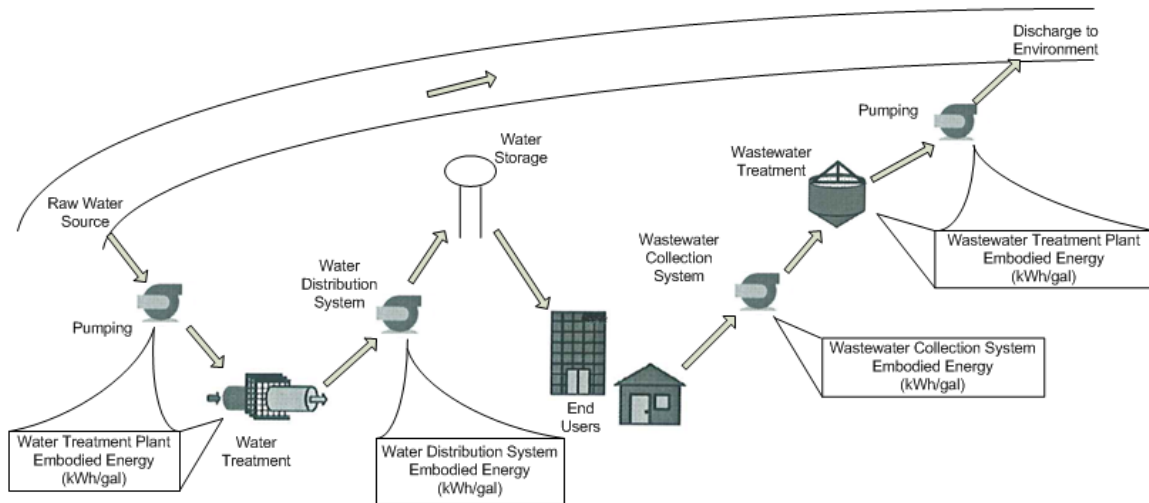 Raw Water
Source
Pumping
Water Treatment Plant
Embodied Energy
(kWh/gal)
Water
Treatment
Water
Distribution
System
Water Distribution System
Embodied Energy
(kWh/gal)
Water
Storage
End
Users
Wastewater
Collection
System
Wastewater Collection System
Embodied Energy
(kWh/gal)
Wastewater
Treatment
Wastewater Treatment Plant
Embodied Energy
(kWh/gal)
Pumping
Discharge to
Environment